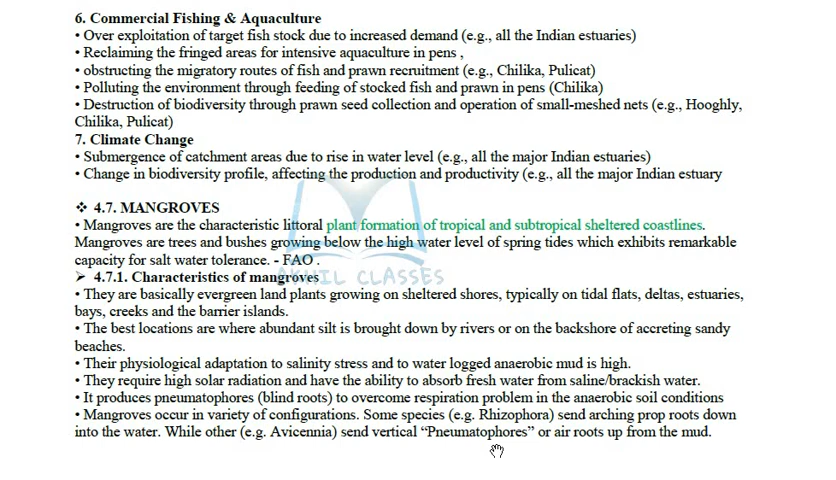 6. Commercial Fishing & Aquaculture
• Over exploitation of target fish stock due to increased demand (e.g., all the Indian estuaries)
• Reclaiming the fringed areas for intensive aquaculture in pens ,
• obstructing the migratory routes of fish and prawn recruitment (e.g., Chilika, Pulicat)
• Polluting the environment through feeding of stocked fish and prawn in pens (Chilika)
• Destruction of biodiversity through prawn seed collection and operation of small-meshed nets (e.g., Hooghly,
Chilika, Pulicat)
7. Climate Change
• Submergence of catchment areas due to rise in water level (e.g., all the major Indian estuaries)
• Change in biodiversity profile, affecting the production and productivity (e.g., all the major Indian estuary
❖ 4.7. MANGROVES
• Mangroves are the characteristic littoral plant formation of tropical and subtropical sheltered coastlines.
Mangroves are trees and bushes growing below the high water level of spring tides which exhibits remarkable
capacity for salt water tolerance. - FAO .
AKHIL CLASSES
➢ 4.7.1. Characteristics of mangroves
• They are basically evergreen land plants growing on sheltered shores, typically on tidal flats, deltas, estuaries,
bays, creeks and the barrier islands.
• The best locations are where abundant silt is brought down by rivers or on the backshore of accreting sandy
beaches.
• Their physiological adaptation to salinity stress and to water logged anaerobic mud is high.
• They require high solar radiation and have the ability to absorb fresh water from saline/brackish water.
• It produces pneumatophores (blind roots) to overcome respiration problem in the anaerobic soil conditions
• Mangroves occur in variety of configurations. Some species (e.g. Rhizophora) send arching prop roots down
into the water. While other (e.g. Avicennia) send vertical “Pneumatophores” or air roots up from the mud.